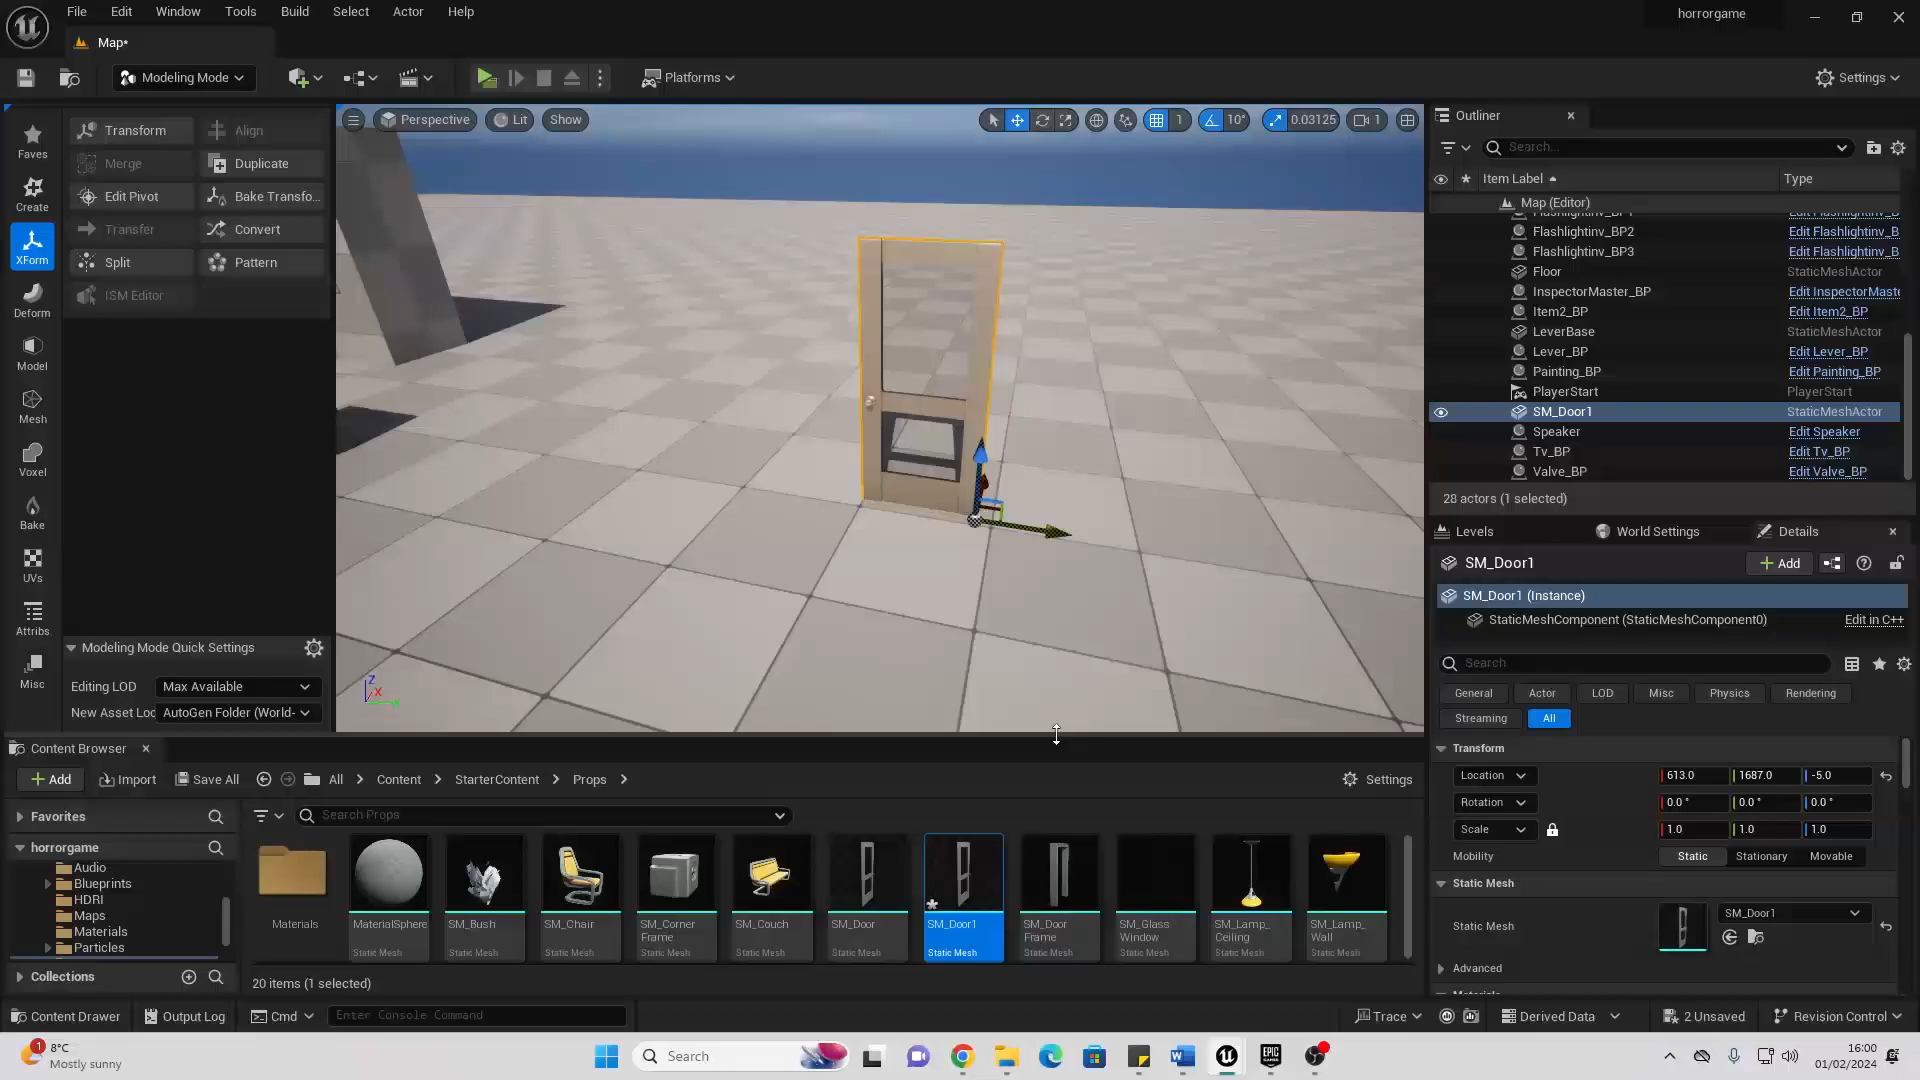 File Edit Window Tools Build Select Actor Help
horrorgame
Map*
Modeling Mode
Platforms
Settings
Faves
Create
XForm
Deform
Model
Mesh
Voxel
Bake
UVs
Attribs
Misc
Transform Align
Merge Duplicate
Edit Pivot Bake Transfo...
Transfer Convert
Split Pattern
ISM Editor
Modeling Mode Quick Settings
Editing LOD Max Available
New Asset Loc AutoGen Folder (World-
Perspective Lit Show
1 10° 0.03125 1
Z
X
Outliner
Search...
Item Label Type
Map (Editor)
Flashlightinv_BP2 Edit Flashlightinv_B
Flashlightinv_BP3 Edit Flashlightinv_B
Floor StaticMeshActor
InspectorMaster_BP Edit InspectorMaste
Item2_BP Edit Item2_BP
LeverBase StaticMeshActor
Lever_BP Edit Lever_BP
Painting_BP Edit Painting_BP
PlayerStart PlayerStart
SM_Door1 StaticMeshActor
Speaker Edit Speaker
Tv_BP Edit Tv_BP
Valve_BP Edit Valve_BP
28 actors (1 selected)
Levels World Settings Details
SM_Door1 Add
SM_Door1 (Instance)
StaticMeshComponent (StaticMeshComponent0) Edit in C++
Search
General Actor LOD Misc Physics Rendering
Streaming All
Transform
Location 613.0 1687.0 -5.0
Rotation 0.0° 0.0° 0.0°
Scale 1.0 1.0 1.0
Mobility Static Stationary Movable
Static Mesh
Static Mesh SM_Door1
Advanced
Content Browser
Add Import Save All All Content StarterContent Props Settings
Favorites
horrorgame
Audio
Blueprints
HDRI
Maps
Materials
Particles
Collections
Search Props
Materials
MaterialSphere
Static Mesh
SM_Bush
Static Mesh
SM_Chair
Static Mesh
SM_Corner
Frame
Static Mesh
SM_Couch
Static Mesh
SM_Door
Static Mesh
SM_Door1
Static Mesh
SM_Door
Frame
Static Mesh
SM_Glass
Window
Static Mesh
SM_Lamp_
Ceiling
Static Mesh
SM_Lamp_
Wall
Static Mesh
20 items (1 selected)
Content Drawer Output Log Cmd Enter Console Command
Trace Derived Data 2 Unsaved Revision Control
1
8°C
Mostly sunny
Search
EPIC
GAMES
16:00
01/02/2024